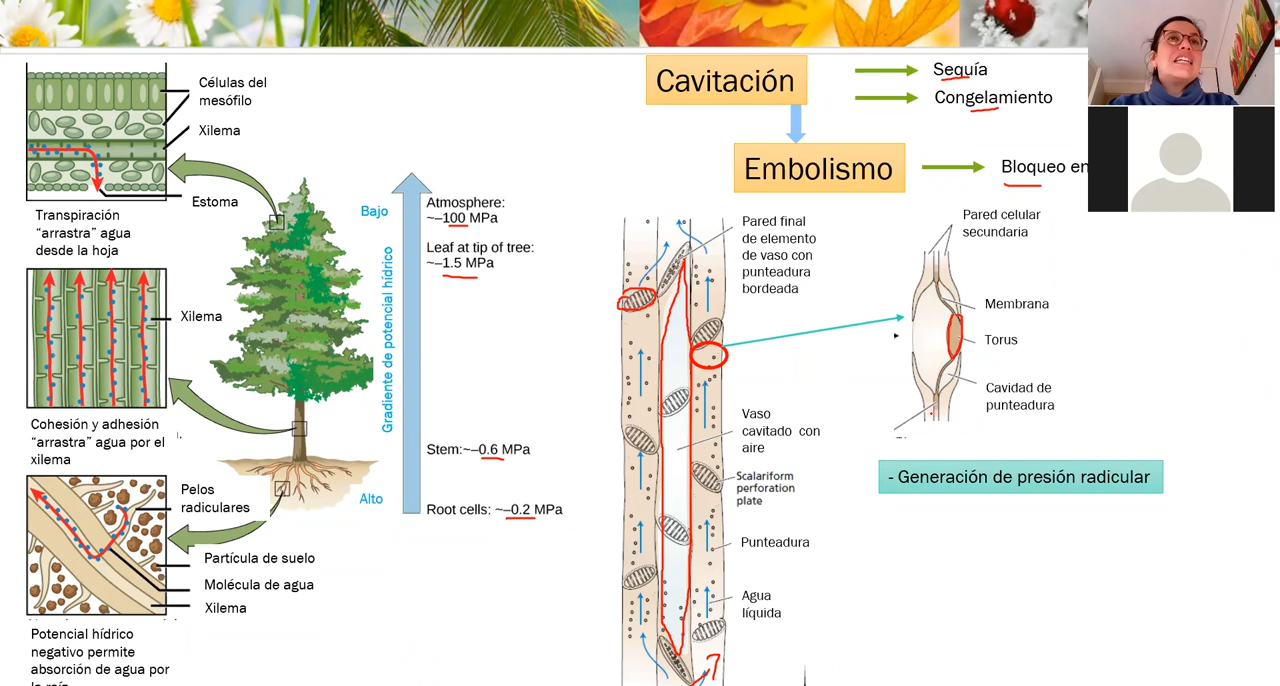 Células del
mesófilo
Xilema
Estoma
Transpiración
“arrastra” agua
desde la hoja
Xilema
Cohesión y adhesión
“arrastra” agua por el
xilema
Pelos
radiculares
Partícula de suelo
Molécula de agua
Xilema
Potencial hídrico
negativo permite
absorción de agua por
Bajo
Gradiente de potencial hídrico
Alto
Atmosphere:
~–100 MPa
Leaf at tip of tree:
~–1.5 MPa
Stem:~–0.6 MPa
Root cells: ~–0.2 MPa
Cavitación
Sequía
Congelamiento
Embolismo
Bloqueo en
Pared final
de elemento
de vaso con
punteadura
bordeada
Vaso
cavitado con
aire
Scalariform
perforation
plate
Punteadura
Agua
líquida
Pared celular
secundaria
Membrana
Torus
Cavidad de
punteadura
- Generación de presión radicular